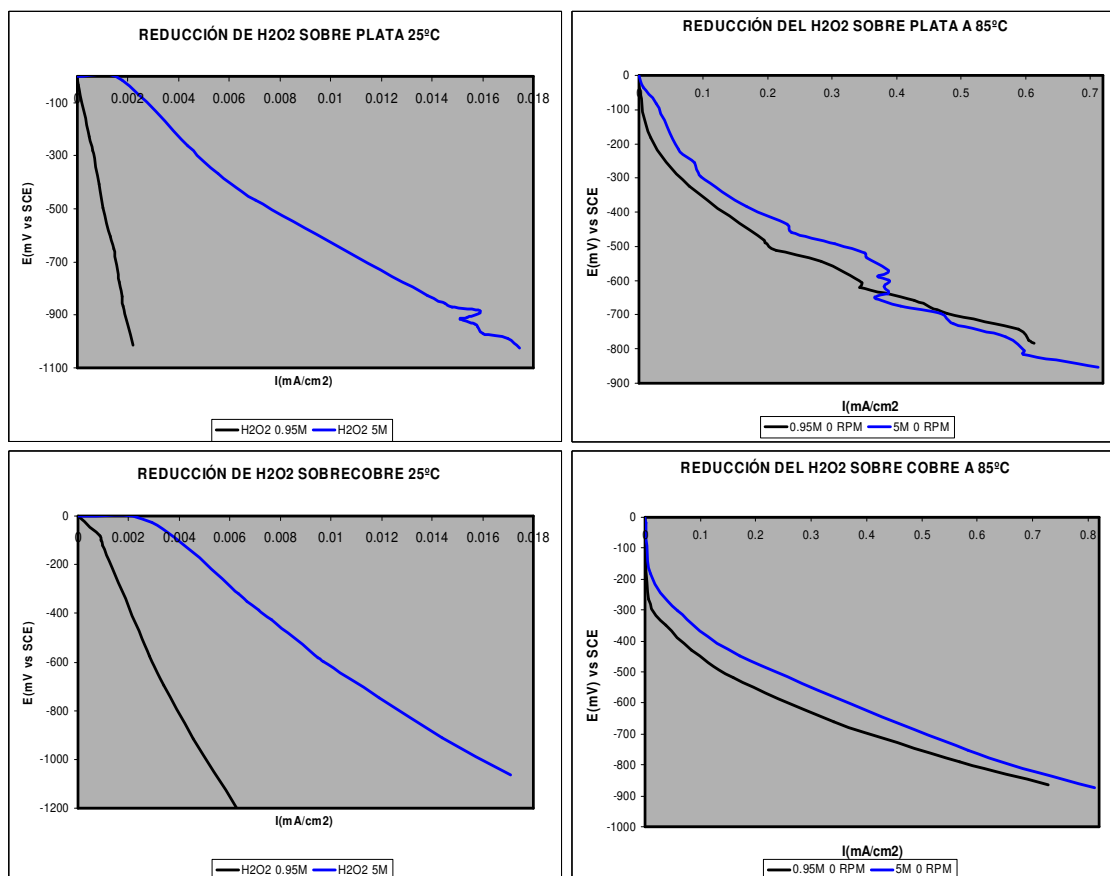 REDUCCIÓN DE H2O2 SOBRE PLATA 25ºC
0 0.002 0.004 0.006 0.008 0.01 0.012 0.014 0.016 0.018
-100
-300
-500
-700
-900
-1100
E(mV vs SCE)
I(mA/cm2)
H2O2 0.95M H2O2 5M
REDUCCIÓN DEL H2O2 SOBRE PLATA A 85ºC
0
0 0.1 0.2 0.3 0.4 0.5 0.6 0.7
-100
-200
-300
-400
-500
-600
-700
-800
-900
E(mV) vs SCE
I(mA/cm2
0.95M 0 RPM 5M 0 RPM
REDUCCIÓN DE H2O2 SOBRECOBRE 25ºC
0
0 0.002 0.004 0.006 0.008 0.01 0.012 0.014 0.016 0.018
-200
-400
-600
-800
-1000
-1200
E(mV vs SCE)
I(mA/cm2)
H2O2 0.95M H2O2 5M
REDUCCIÓN DEL H2O2 SOBRE COBRE A 85ºC
0
0 0.1 0.2 0.3 0.4 0.5 0.6 0.7 0.8
-100
-200
-300
-400
-500
-600
-700
-800
-900
-1000
E(mV) vs SCE
I(mA/cm2)
0.95M 0 RPM 5M 0 RPM